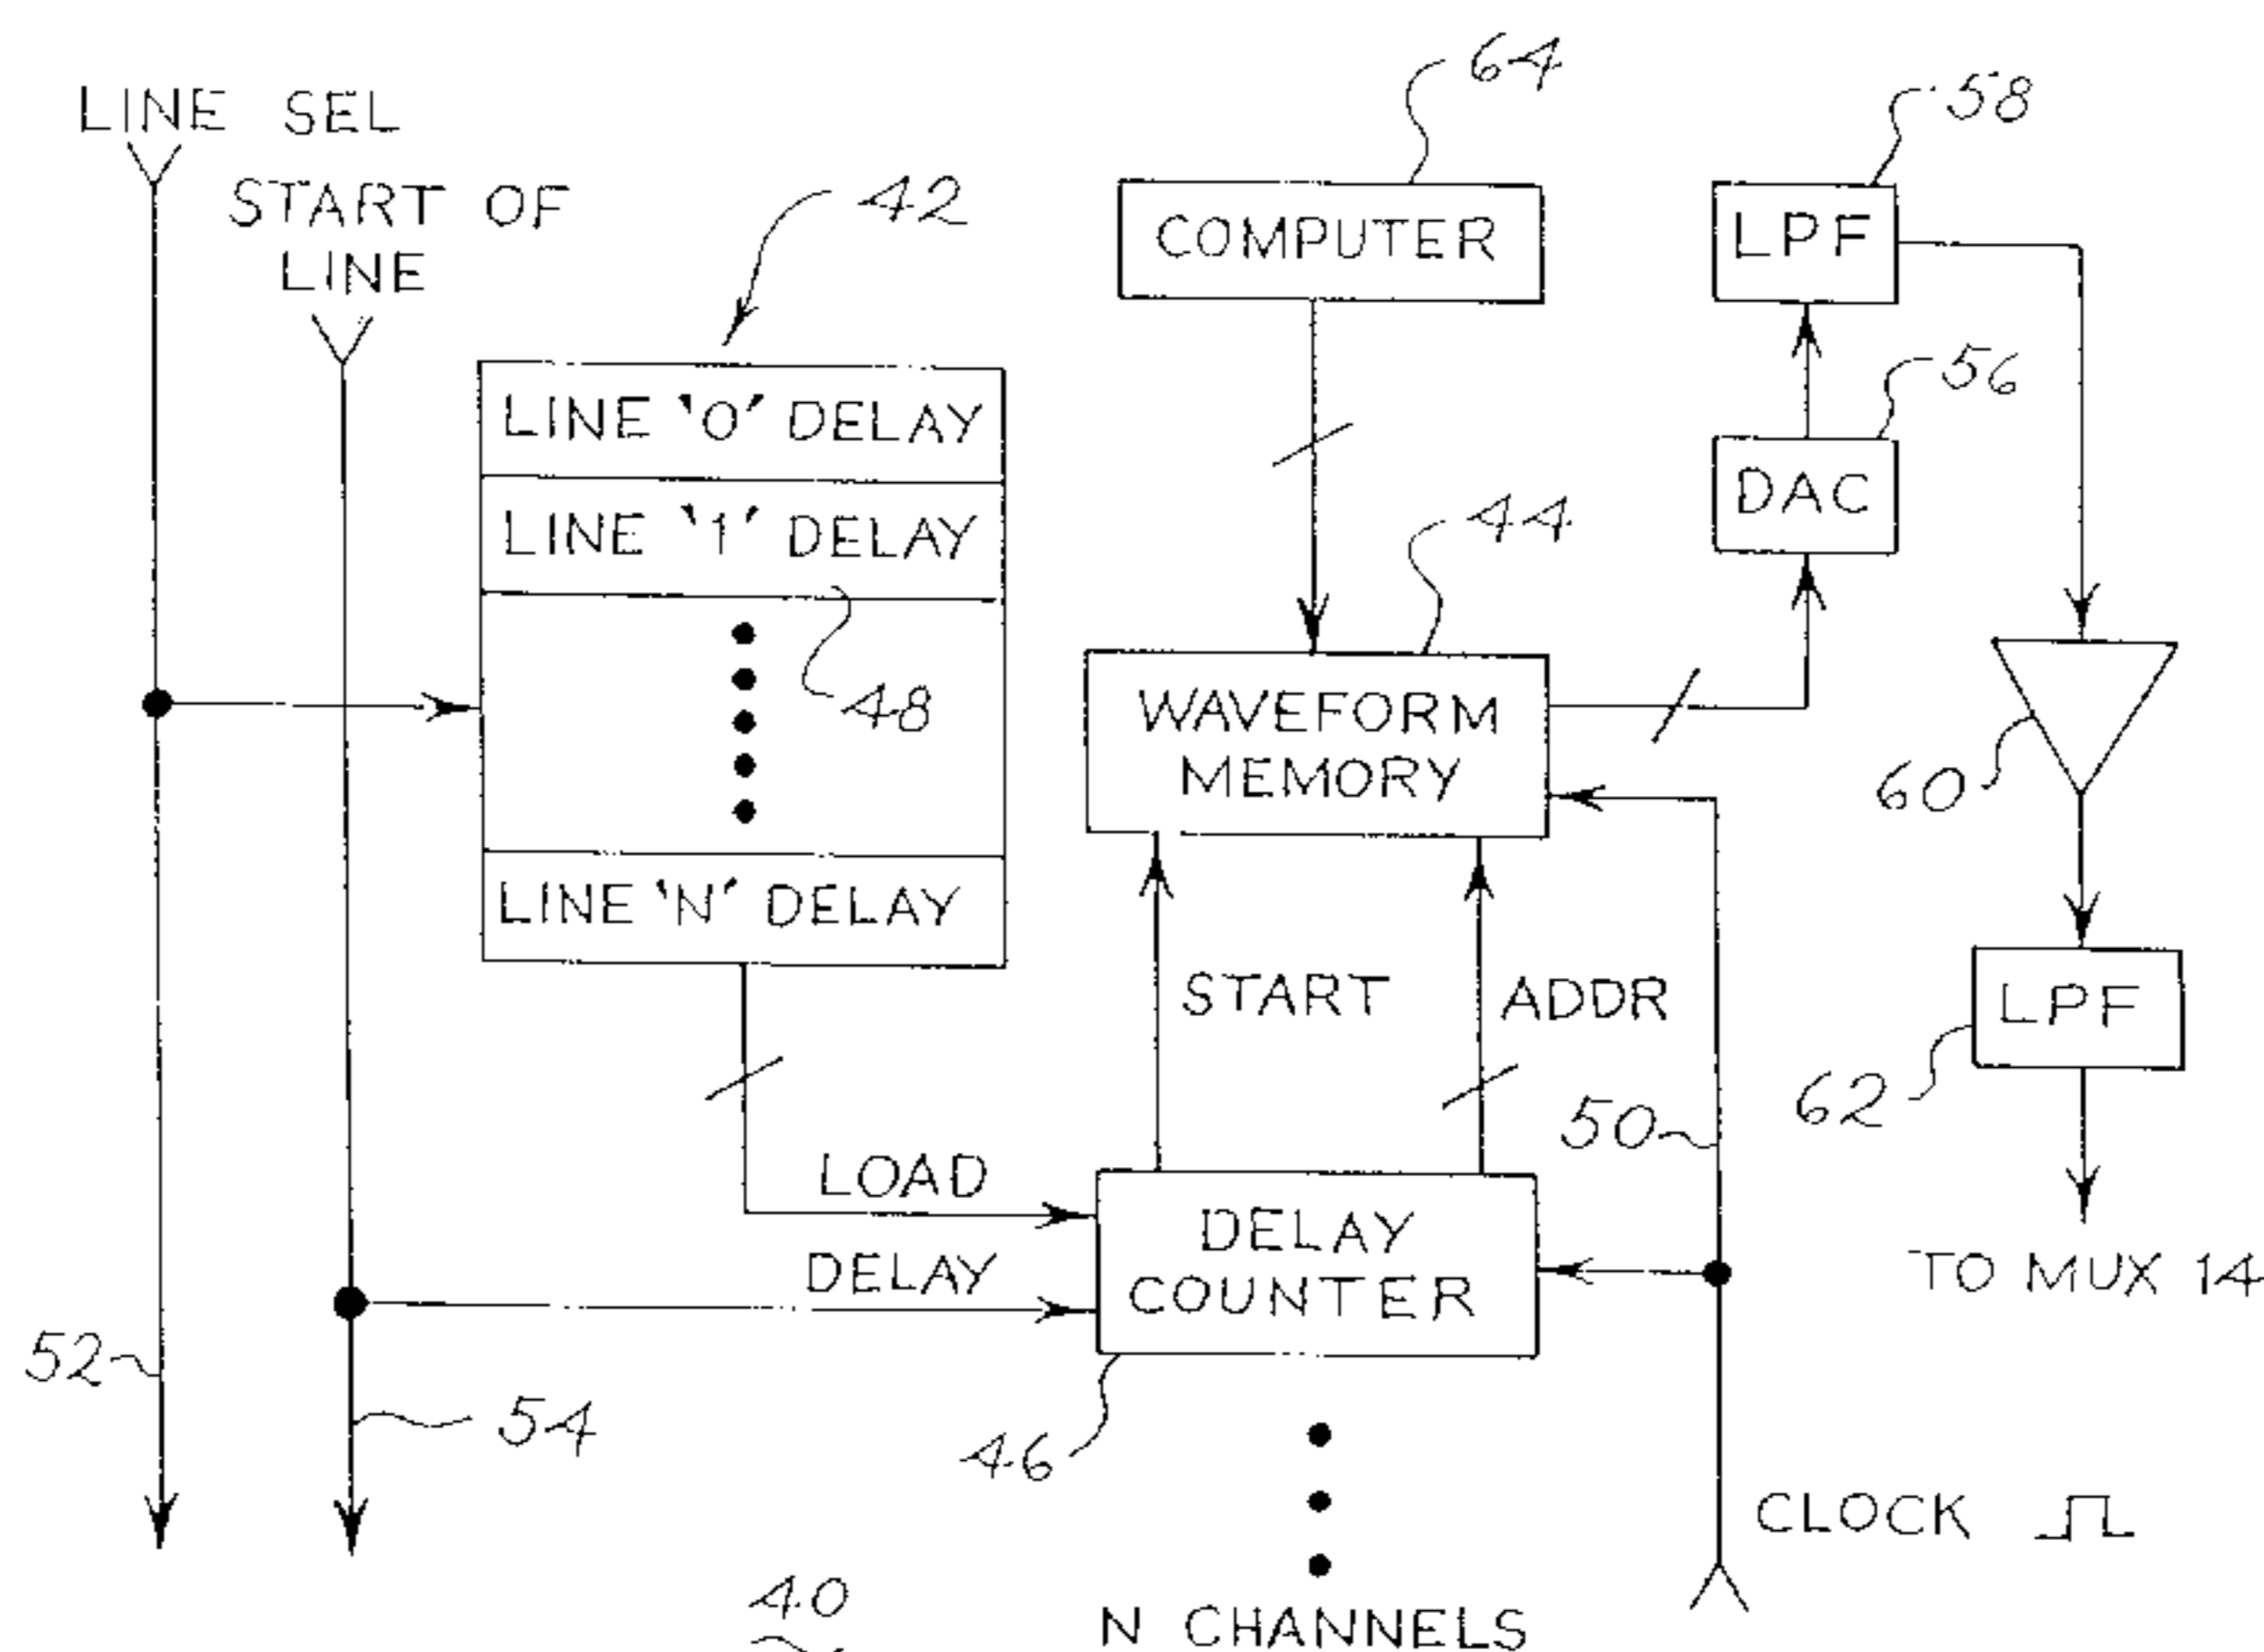 LINE SEL
START OF
LINE
42
64
58
COMPUTER
LPF
56
DAC
LINE '0' DELAY
LINE '1' DELAY
48
44
WAVEFORM
MEMORY
60
LINE 'N' DELAY
START
ADDR
LPF
62
50
LOAD
DELAY
DELAY
COUNTER
TO MUX 14
52
54
46
CLOCK
40
N CHANNELS